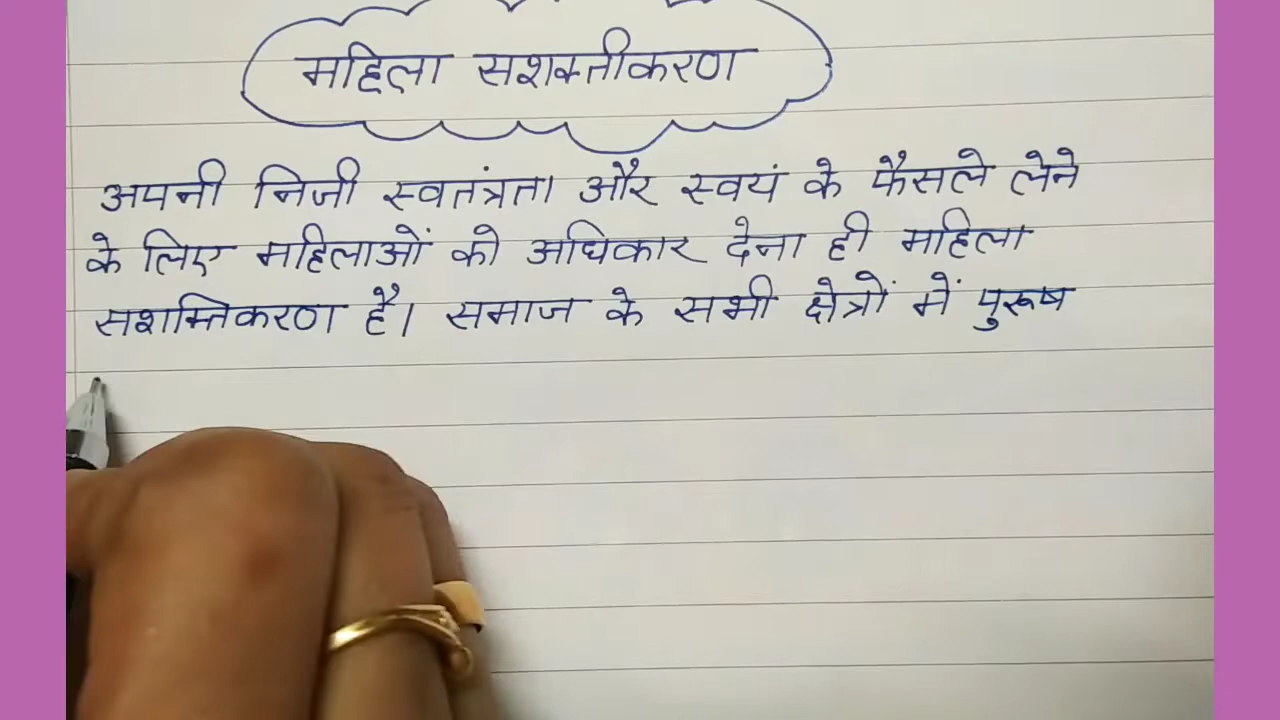 महिला सशक्तीकरण
अपनी निजी स्वतंत्रता और स्वयं के फैसले लेने
के लिए महिलाओं को अधिकार देना ही महिला
सशक्तिकरण है। समाज के सभी क्षेत्रों में पुरूष